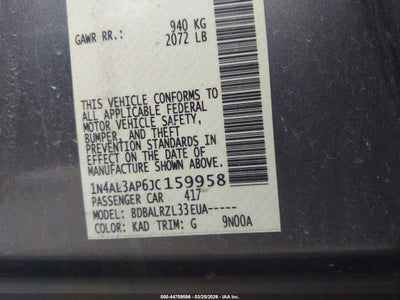 940 KG
GAWR RR.: 2072 LB
THIS VEHICLE CONFORMS TO
ALL APPLICABLE FEDERAL
MOTOR VEHICLE SAFETY,
BUMPER, AND THEFT
PREVENTION STANDARDS IN
EFFECT ON THE DATE OF
MANUFACTURE SHOWN ABOVE.
1N4AL3AP6JC159958
PASSENGER CAR 417
MODEL: BDBALRZL33EUA-----
COLOR: KAD TRIM: G 9N00A
000-44709596 - 03/29/2026 - IAAI.com